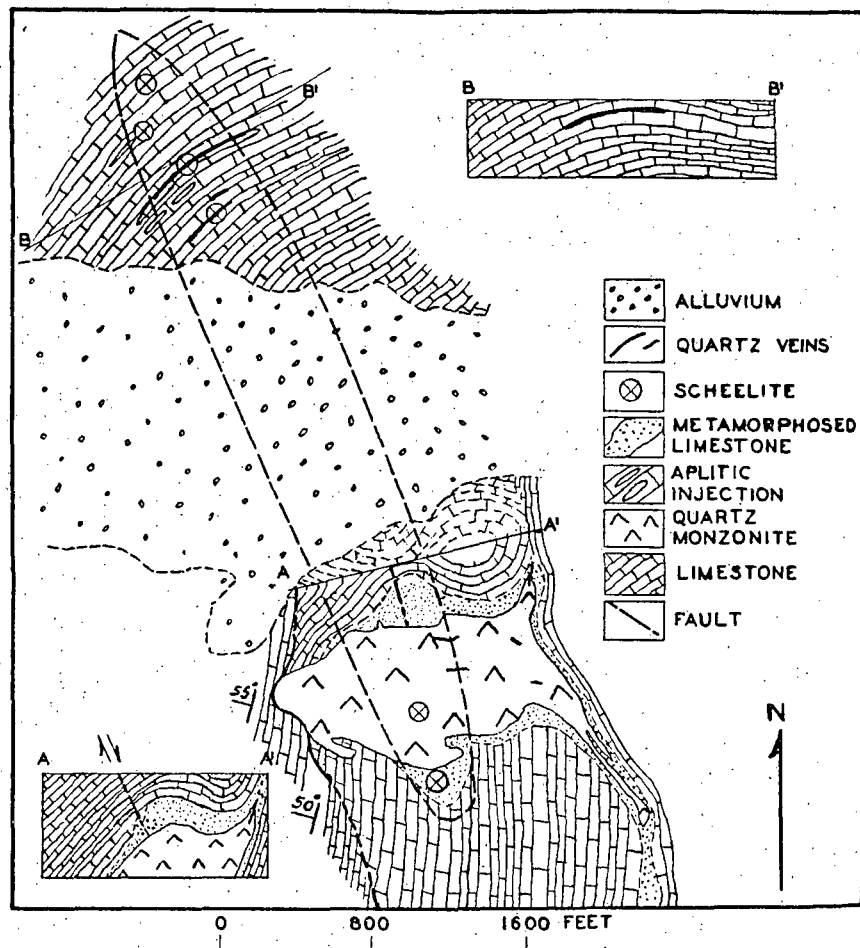 B B'
B'
B
ALLUVIUM
QUARTZ VEINS
SCHEELITE
METAMORPHOSED
LIMESTONE
APLITIC
INJECTION
QUARTZ
MONZONITE
LIMESTONE
FAULT
A'
A
55°
50°
N
A A'
0 800 1600 FEET